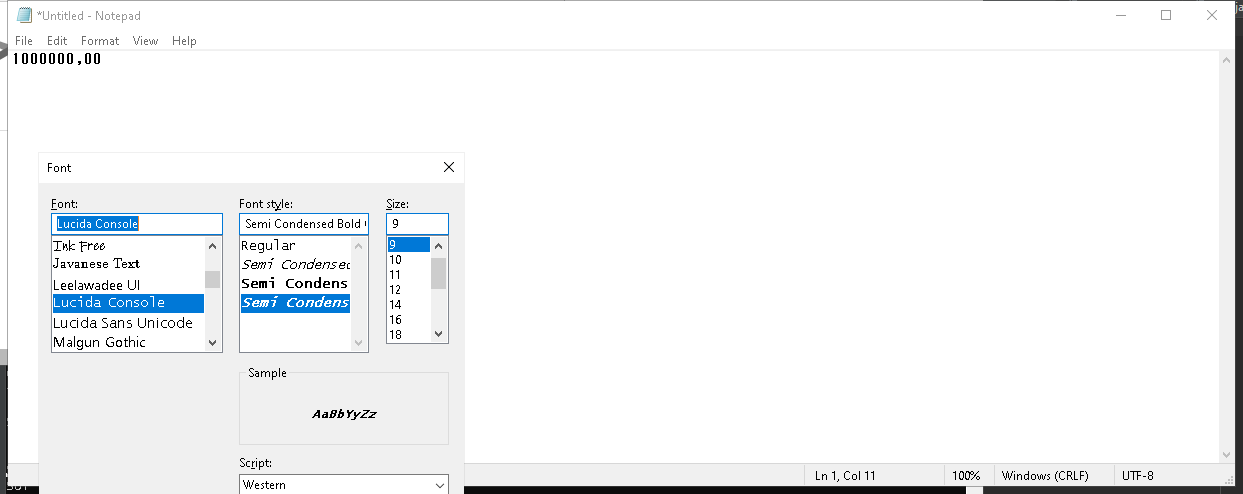 *Untitled - Notepad
File Edit Format View Help
1000000,00
Font
Font: Font style: Size:
Lucida Console Semi Condensed Bold 9
Ink Free
Javanese Text
Leelawadee UI
Lucida Console
Lucida Sans Unicode
Malgun Gothic
Regular
Semi Condensed
Semi Condens
Semi Condens
9
10
11
12
14
16
18
Sample
AaBbYyZz
Script:
Western
Ln 1, Col 11 100% Windows (CRLF) UTF-8